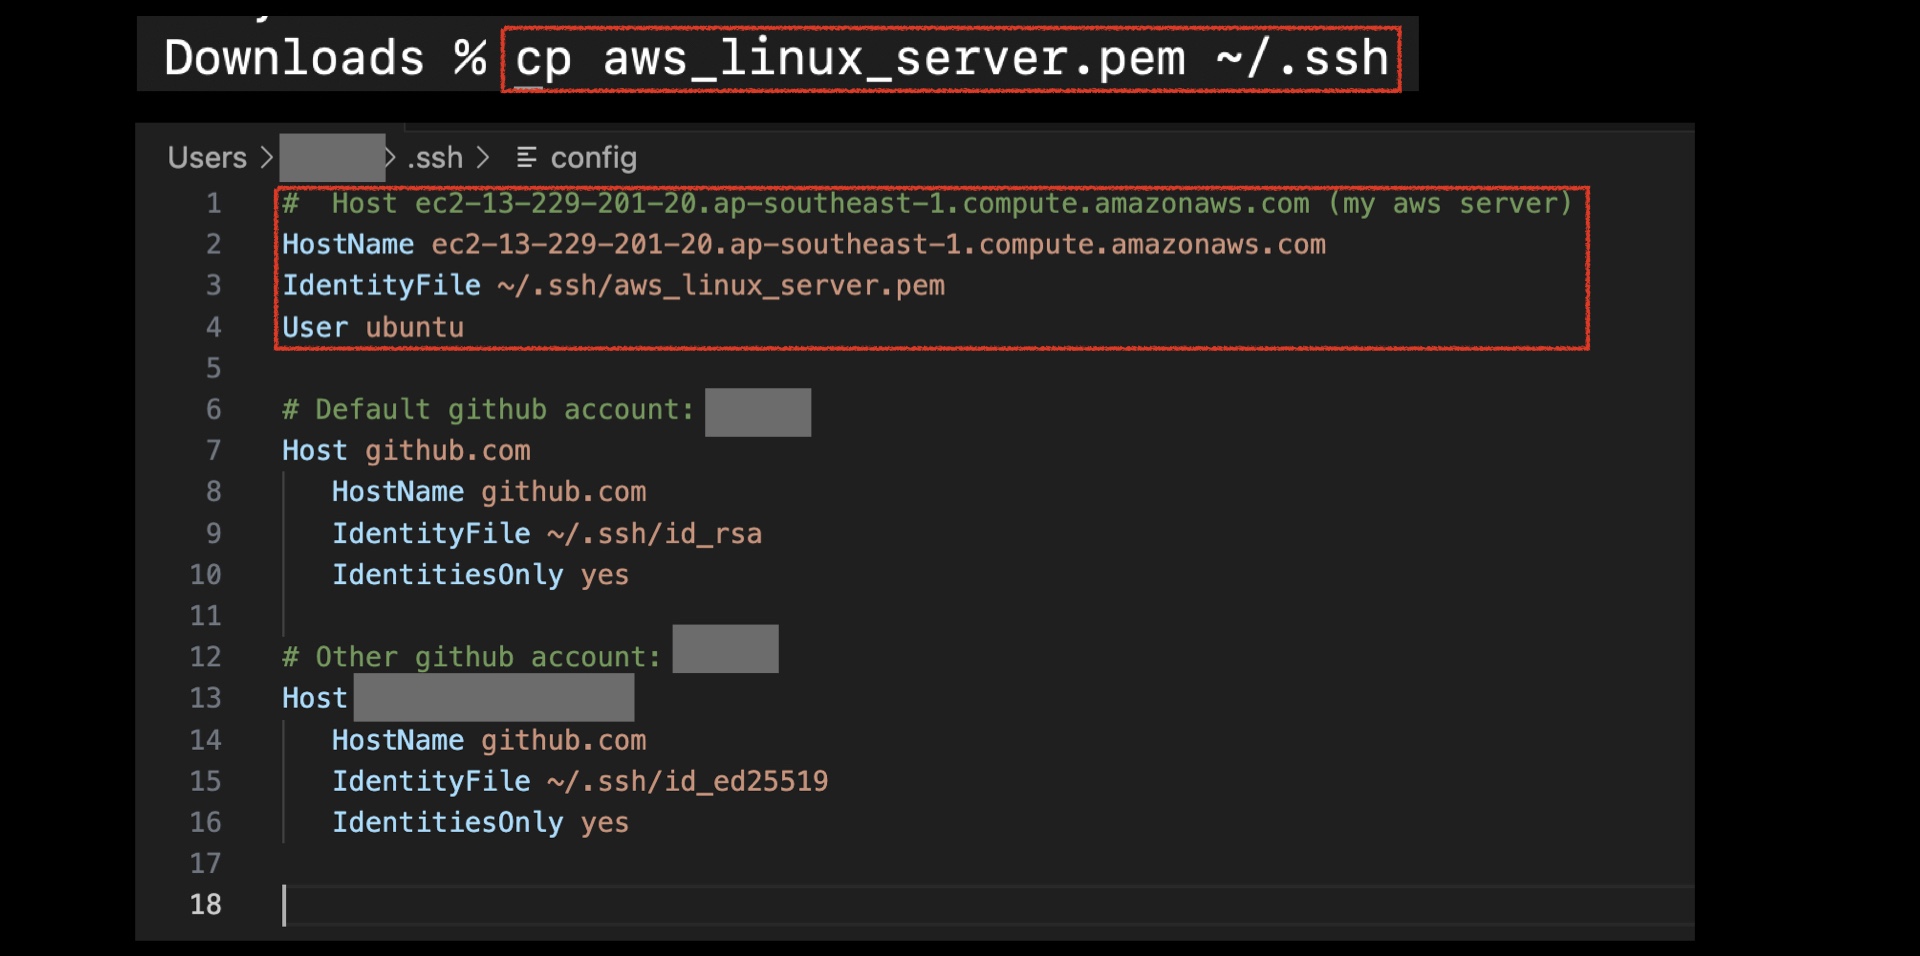 Downloads % cp aws_linux_server.pem ~/.ssh
Users > > .ssh > config
1 #  Host ec2-13-229-201-20.ap-southeast-1.compute.amazonaws.com (my aws server)
2 HostName ec2-13-229-201-20.ap-southeast-1.compute.amazonaws.com
3 IdentityFile ~/.ssh/aws_linux_server.pem
4 User ubuntu
5
6 # Default github account:
7 Host github.com
8 HostName github.com
9 IdentityFile ~/.ssh/id_rsa
10 IdentitiesOnly yes
11
12 # Other github account:
13 Host
14 HostName github.com
15 IdentityFile ~/.ssh/id_ed25519
16 IdentitiesOnly yes
17
18